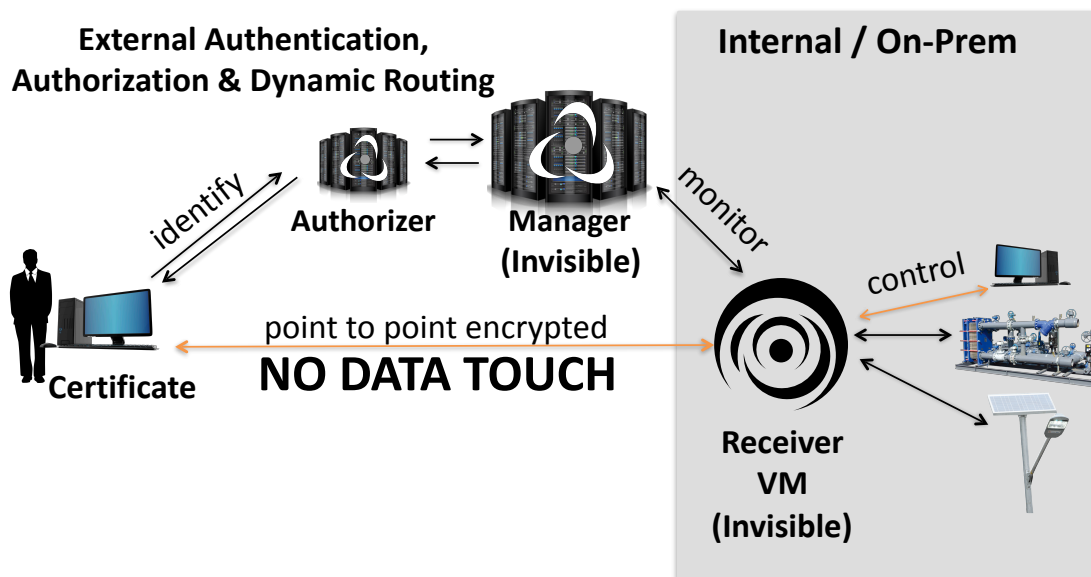 External Authentication,
Authorization & Dynamic Routing
Internal / On-Prem
identify
Authorizer
Manager
(Invisible)
monitor
control
point to point encrypted
NO DATA TOUCH
Certificate
Receiver
VM
(Invisible)